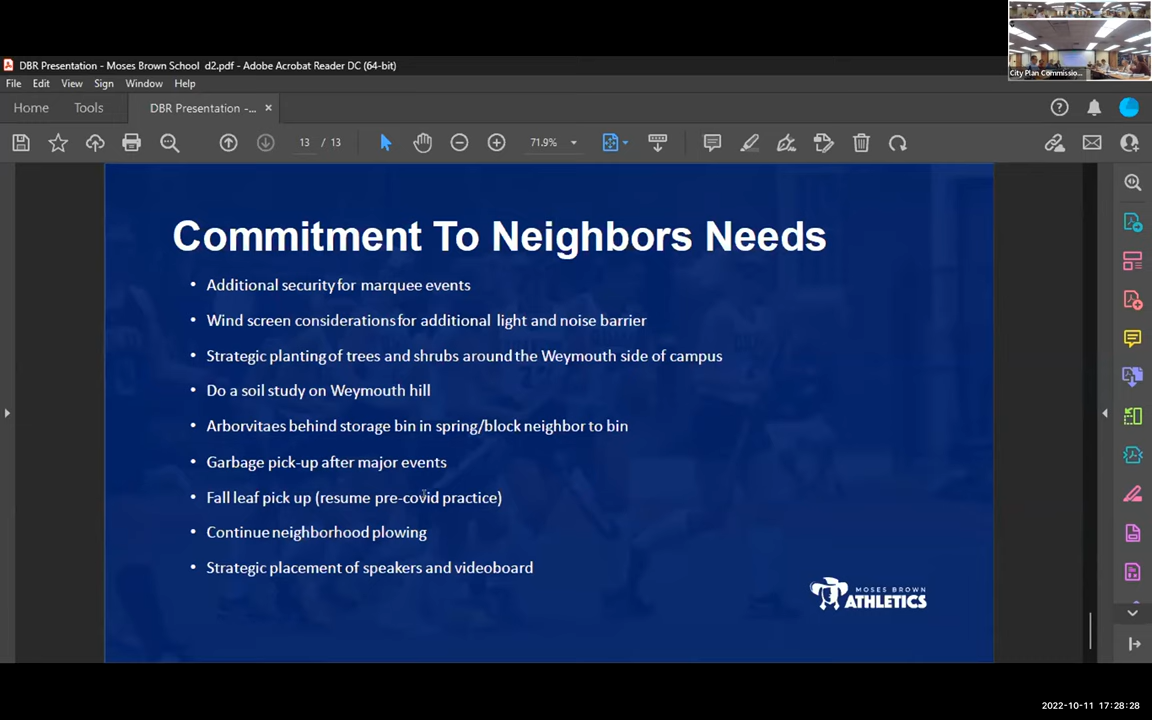 City Plan Commissio...
DBR Presentation - Moses Brown School d2.pdf - Adobe Acrobat Reader DC (64-bit)
File Edit View Sign Window Help
Home Tools DBR Presentation -... ×
13 / 13 71.9%
Commitment To Neighbors Needs
• Additional security for marquee events
• Wind screen considerations for additional light and noise barrier
• Strategic planting of trees and shrubs around the Weymouth side of campus
• Do a soil study on Weymouth hill
• Arborvitaes behind storage bin in spring/block neighbor to bin
• Garbage pick-up after major events
• Fall leaf pick up (resume pre-covid practice)
• Continue neighborhood plowing
• Strategic placement of speakers and videoboard
MOSES BROWN
ATHLETICS
2022-10-11 17:28:28